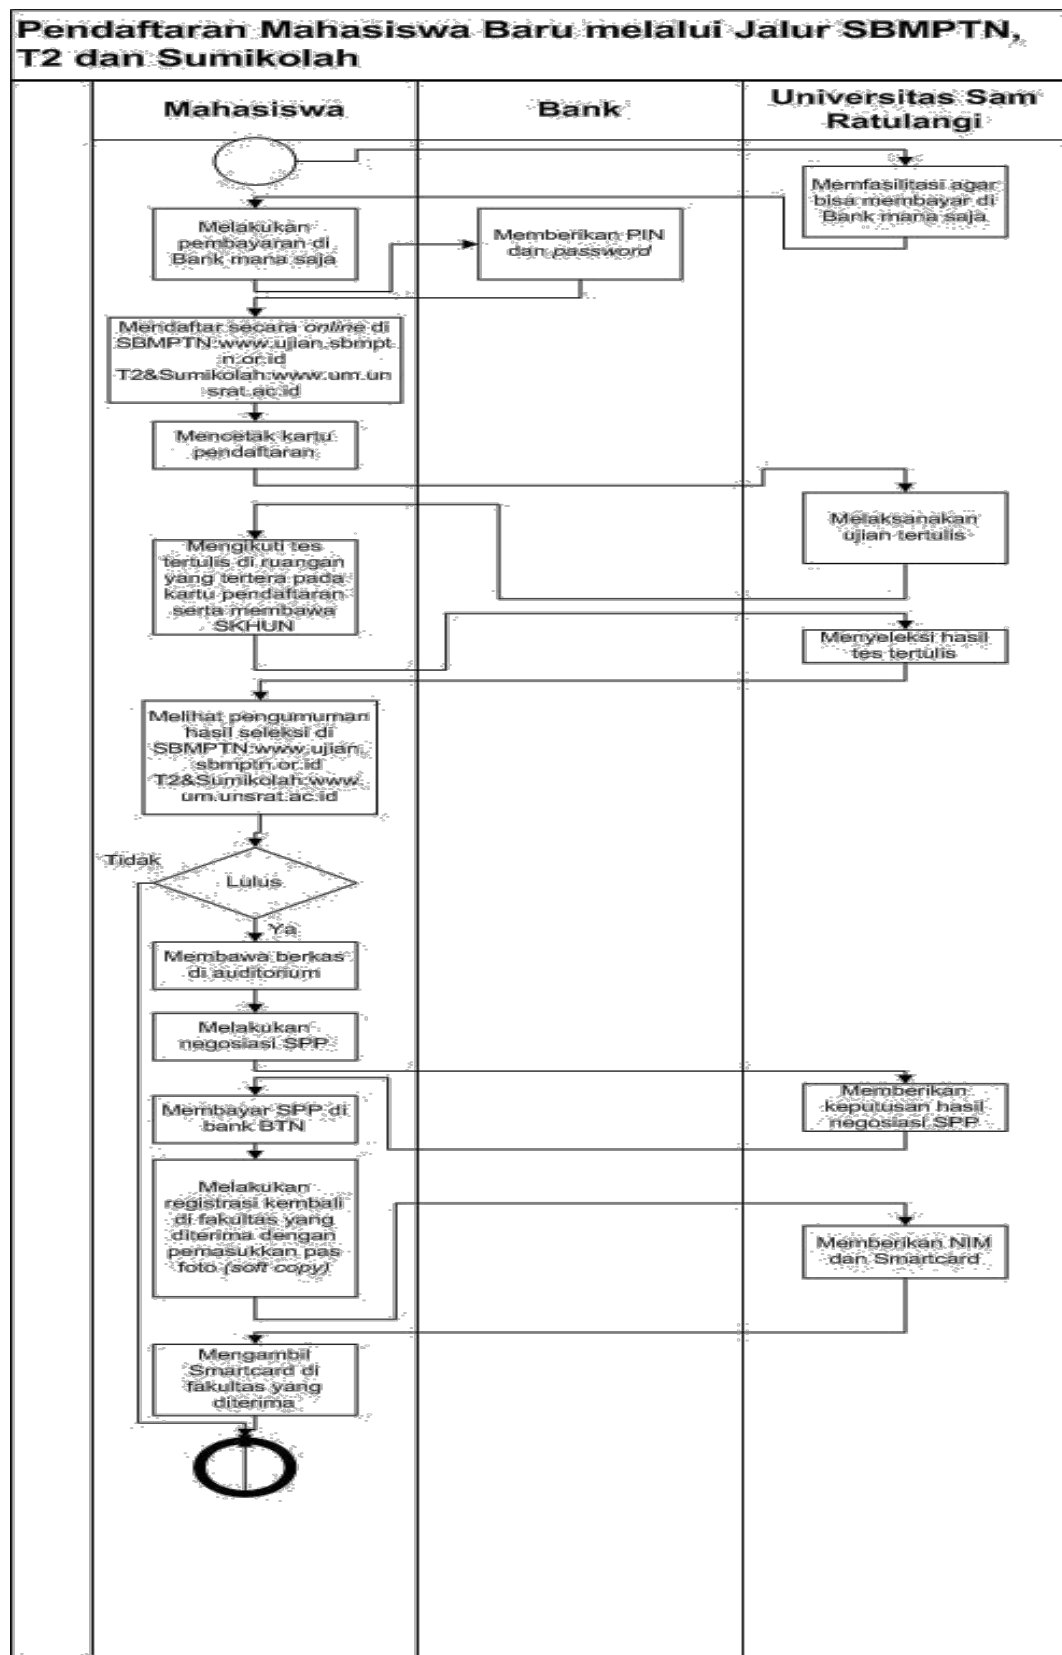 Pendaftaran Mahasiswa Baru melalui Jalur SBMPTN,
T2 dan Sumikolah
Mahasiswa
Bank
Universitas Sam
Ratulangi
Memfasilitasi agar
bisa membayar di
Bank mana saja
Melakukan
pembayaran di
Bank mana saja
Memberikan PIN
dan password
Mendaftar secara online di
SBMPTN:www.ujian.sbmpt
n.or.id
T2&Sumikolah:www.um.un
srat.ac.id
Mencetak kartu
pendaftaran
Melaksanakan
ujian tertulis
Mengikuti tes
tertulis di ruangan
yang tertera pada
kartu pendaftaran
serta membawa
SKHUN
Menyeleksi hasil
tes tertulis
Melihat pengumuman
hasil seleksi di
SBMPTN:www.ujian.
sbmptn.or.id
T2&Sumikolah:www.
um.unsrat.ac.id
Tidak
Lulus
Ya
Membawa berkas
di auditorium
Melakukan
negosiasi SPP
Memberikan
keputusan hasil
negosiasi SPP
Membayar SPP di
bank BTN
Melakukan
registrasi kembali
di fakultas yang
diterima dengan
pemasukkan pas
foto (soft copy)
Memberikan NIM
dan Smartcard
Mengambil
Smartcard di
fakultas yang
diterima